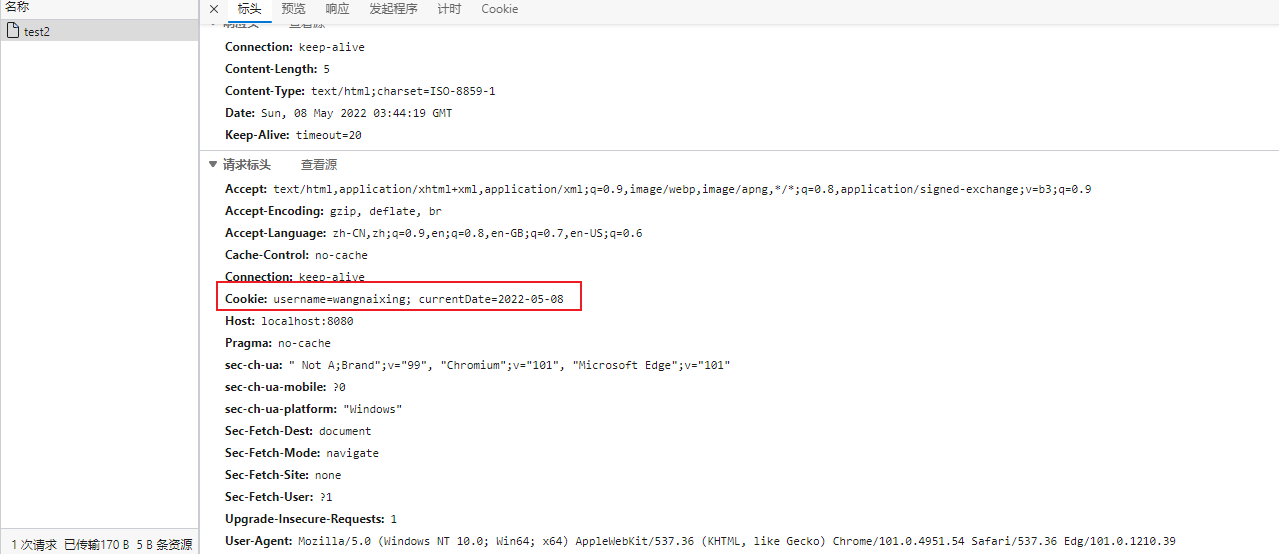 名称
test2
标头 预览 响应 发起程序 计时 Cookie
响应标头 查看源
Connection: keep-alive
Content-Length: 5
Content-Type: text/html;charset=ISO-8859-1
Date: Sun, 08 May 2022 03:44:19 GMT
Keep-Alive: timeout=20
请求标头 查看源
Accept: text/html,application/xhtml+xml,application/xml;q=0.9,image/webp,image/apng,*/*;q=0.8,application/signed-exchange;v=b3;q=0.9
Accept-Encoding: gzip, deflate, br
Accept-Language: zh-CN,zh;q=0.9,en;q=0.8,en-GB;q=0.7,en-US;q=0.6
Cache-Control: no-cache
Connection: keep-alive
Cookie: username=wangnaixing; currentDate=2022-05-08
Host: localhost:8080
Pragma: no-cache
sec-ch-ua: " Not A;Brand";v="99", "Chromium";v="101", "Microsoft Edge";v="101"
sec-ch-ua-mobile: ?0
sec-ch-ua-platform: "Windows"
Sec-Fetch-Dest: document
Sec-Fetch-Mode: navigate
Sec-Fetch-Site: none
Sec-Fetch-User: ?1
Upgrade-Insecure-Requests: 1
User-Agent: Mozilla/5.0 (Windows NT 10.0; Win64; x64) AppleWebKit/537.36 (KHTML, like Gecko) Chrome/101.0.4951.54 Safari/537.36 Edg/101.0.1210.39
1 次请求 已传输170 B 5 B 条资源